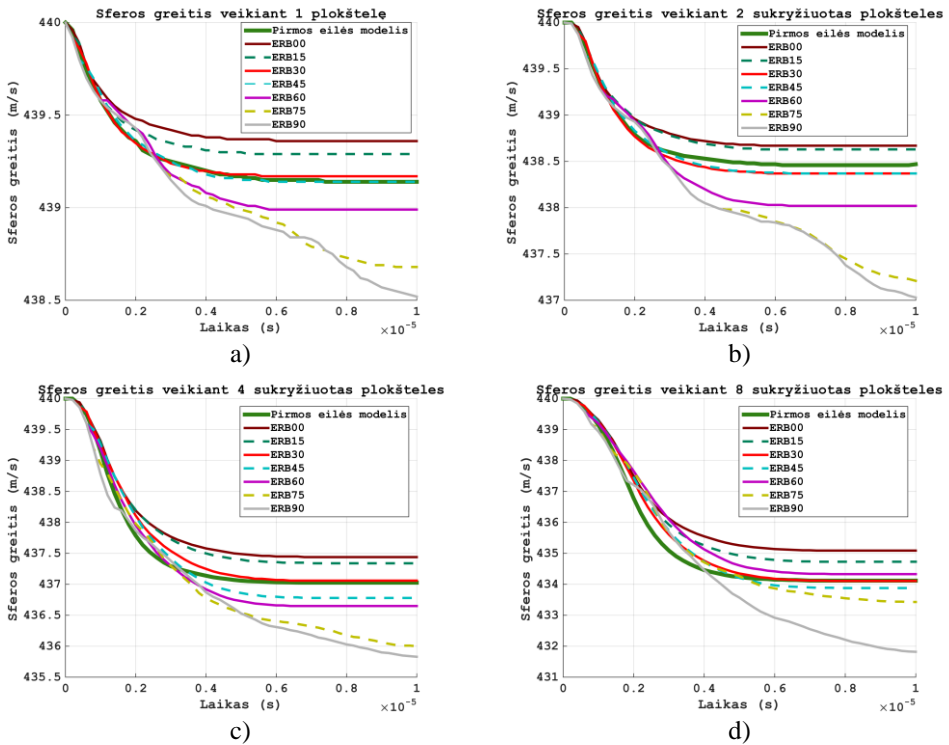 Sferos greitis veikiant 1 plokštelę
440
439.5
439
438.5
Sferos greitis (m/s)
Pirmos eilės modelis
ERB00
ERB15
ERB30
ERB45
ERB60
ERB75
ERB90
0
0.2
0.4
0.6
0.8
1
Laikas (s)
×10⁻⁵
a)
Sferos greitis veikiant 2 sukryžiuotas plokšteles
440
439.5
439
438.5
438
437.5
437
Sferos greitis (m/s)
Pirmos eilės modelis
ERB00
ERB15
ERB30
ERB45
ERB60
ERB75
ERB90
0
0.2
0.4
0.6
0.8
1
Laikas (s)
×10⁻⁵
b)
Sferos greitis veikiant 4 sukryžiuotas plokšteles
440
439.5
439
438.5
438
437.5
437
436.5
436
435.5
Sferos greitis (m/s)
Pirmos eilės modelis
ERB00
ERB15
ERB30
ERB45
ERB60
ERB75
ERB90
0
0.2
0.4
0.6
0.8
1
Laikas (s)
×10⁻⁵
c)
Sferos greitis veikiant 8 sukryžiuotas plokšteles
440
439
438
437
436
435
434
433
432
431
Sferos greitis (m/s)
Pirmos eilės modelis
ERB00
ERB15
ERB30
ERB45
ERB60
ERB75
ERB90
0
0.2
0.4
0.6
0.8
1
Laikas (s)
×10⁻⁵
d)